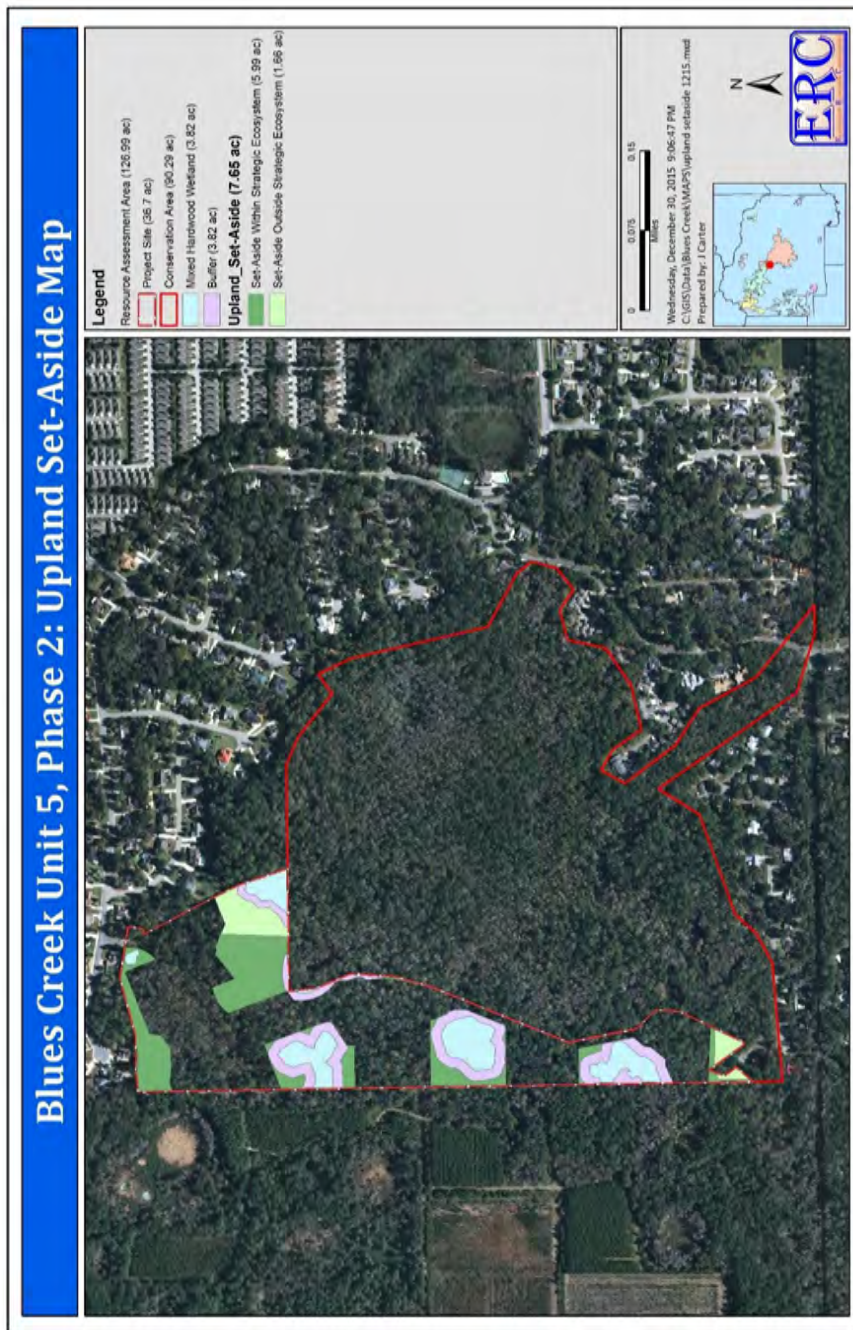 Blues Creek Unit 5, Phase 2: Upland Set-Aside Map
Legend
Resource Assessment Area (126.99 ac)
Project Site (36.7 ac)
Conservation Area (90.29 ac)
Mixed Hardwood Wetland (3.82 ac)
Buffer (3.82 ac)
Upland_Set-Aside (7.65 ac)
Set-Aside Within Strategic Ecosystem (5.99 ac)
Set-Aside Outside Strategic Ecosystem (1.66 ac)
0 0.075 0.15
Miles
N
Wednesday, December 30, 2015 9:06:47 PM
C:\GIS\Data\Blues Creek\MAPS\upland setaside 1215.mxd
Prepared by: J Carter
ERC